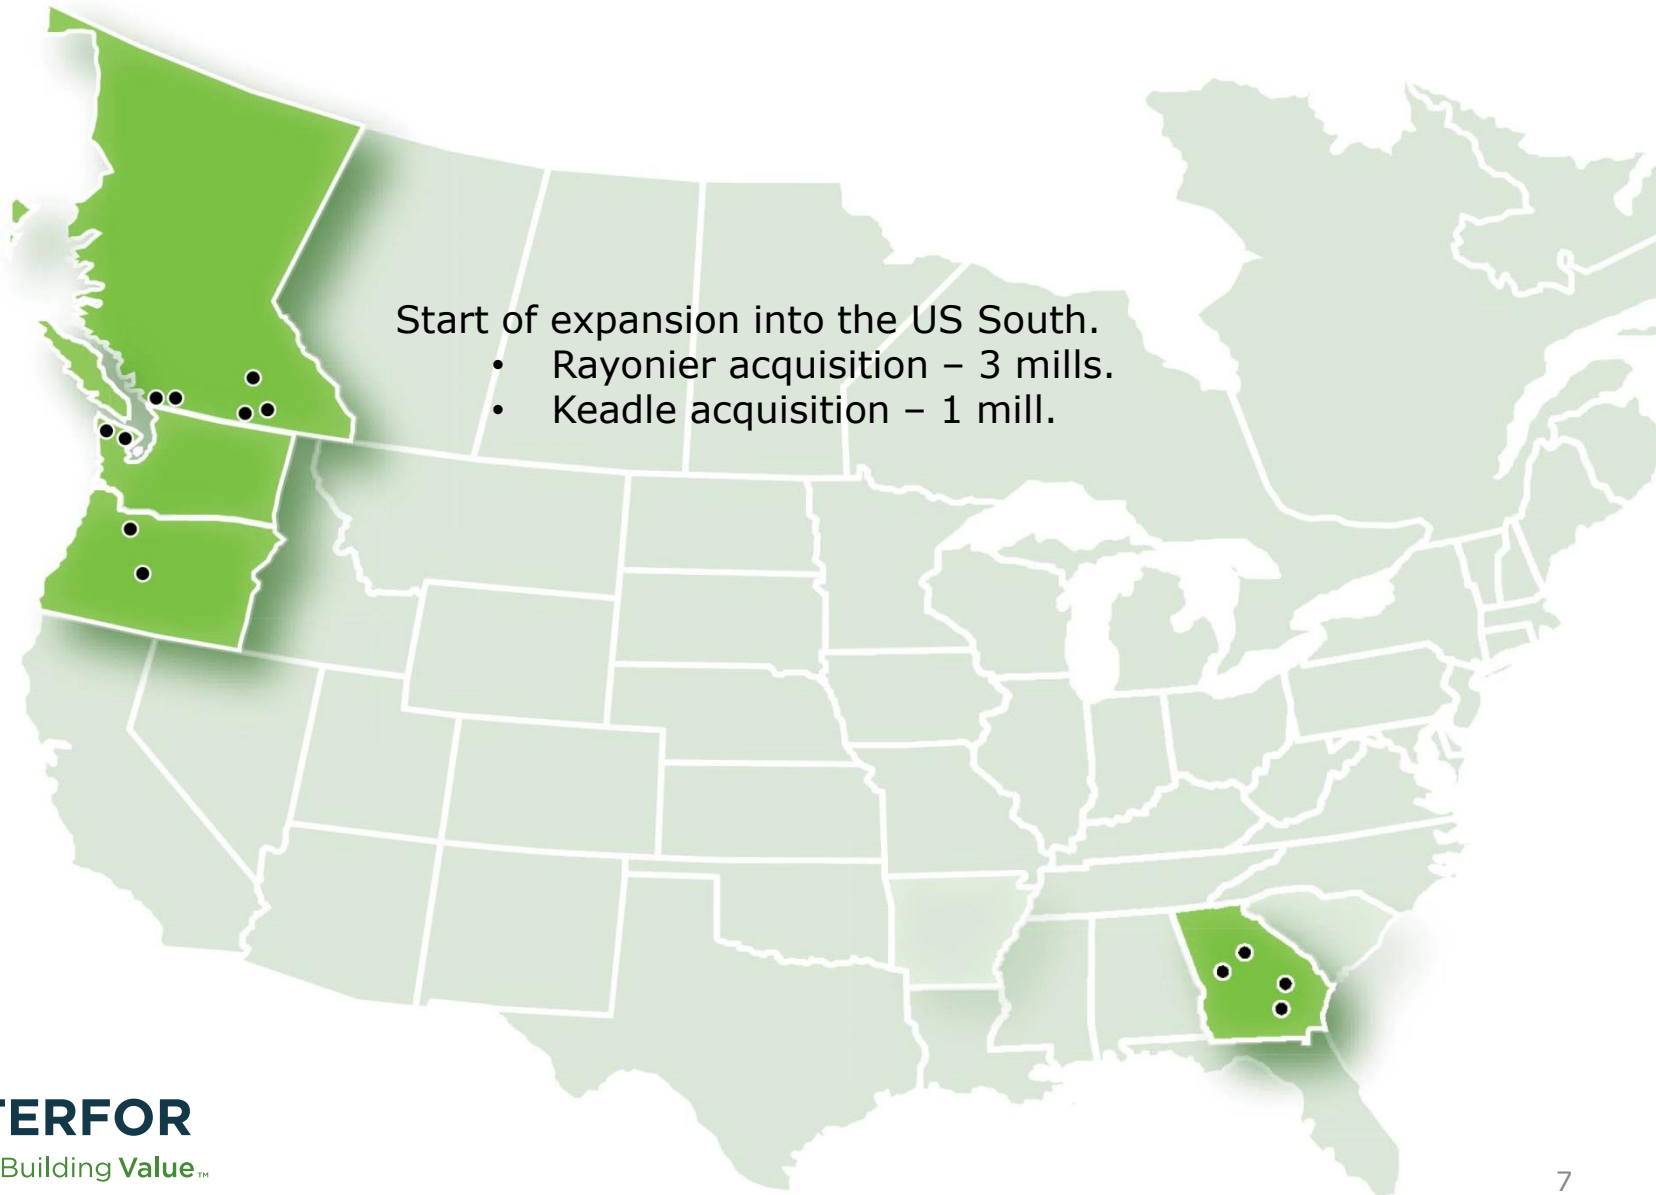 Start of expansion into the US South.
• Rayonier acquisition – 3 mills.
• Keadle acquisition – 1 mill.
TERFOR
Building Value™
7